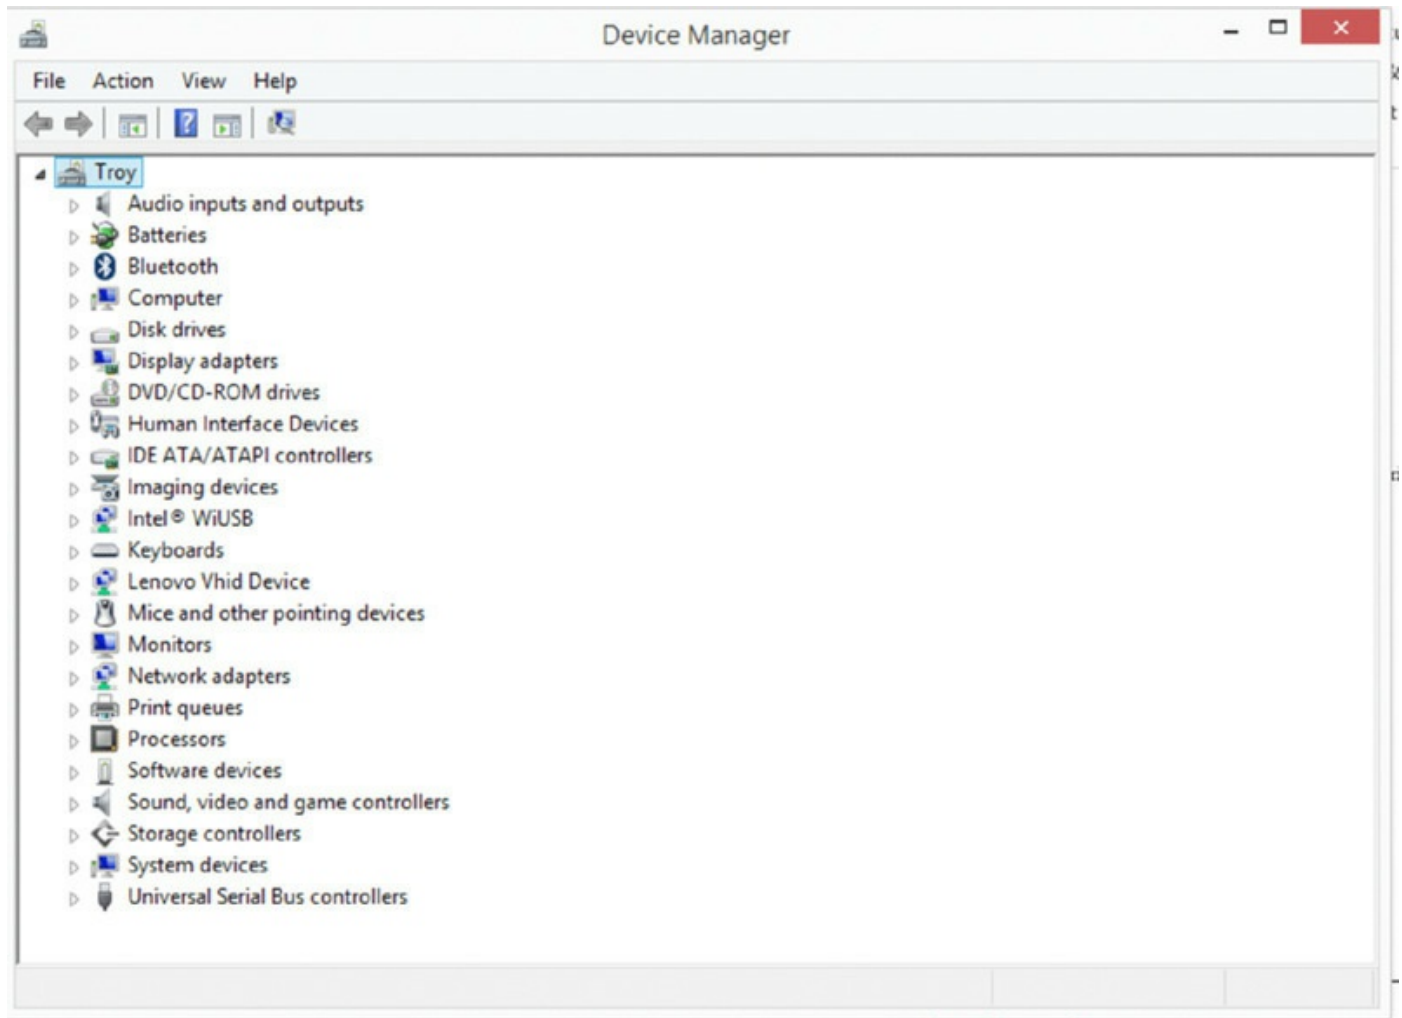 Device Manager
File Action View Help
Troy
Audio inputs and outputs
Batteries
Bluetooth
Computer
Disk drives
Display adapters
DVD/CD-ROM drives
Human Interface Devices
IDE ATA/ATAPI controllers
Imaging devices
Intel® WiUSB
Keyboards
Lenovo Vhid Device
Mice and other pointing devices
Monitors
Network adapters
Print queues
Processors
Software devices
Sound, video and game controllers
Storage controllers
System devices
Universal Serial Bus controllers